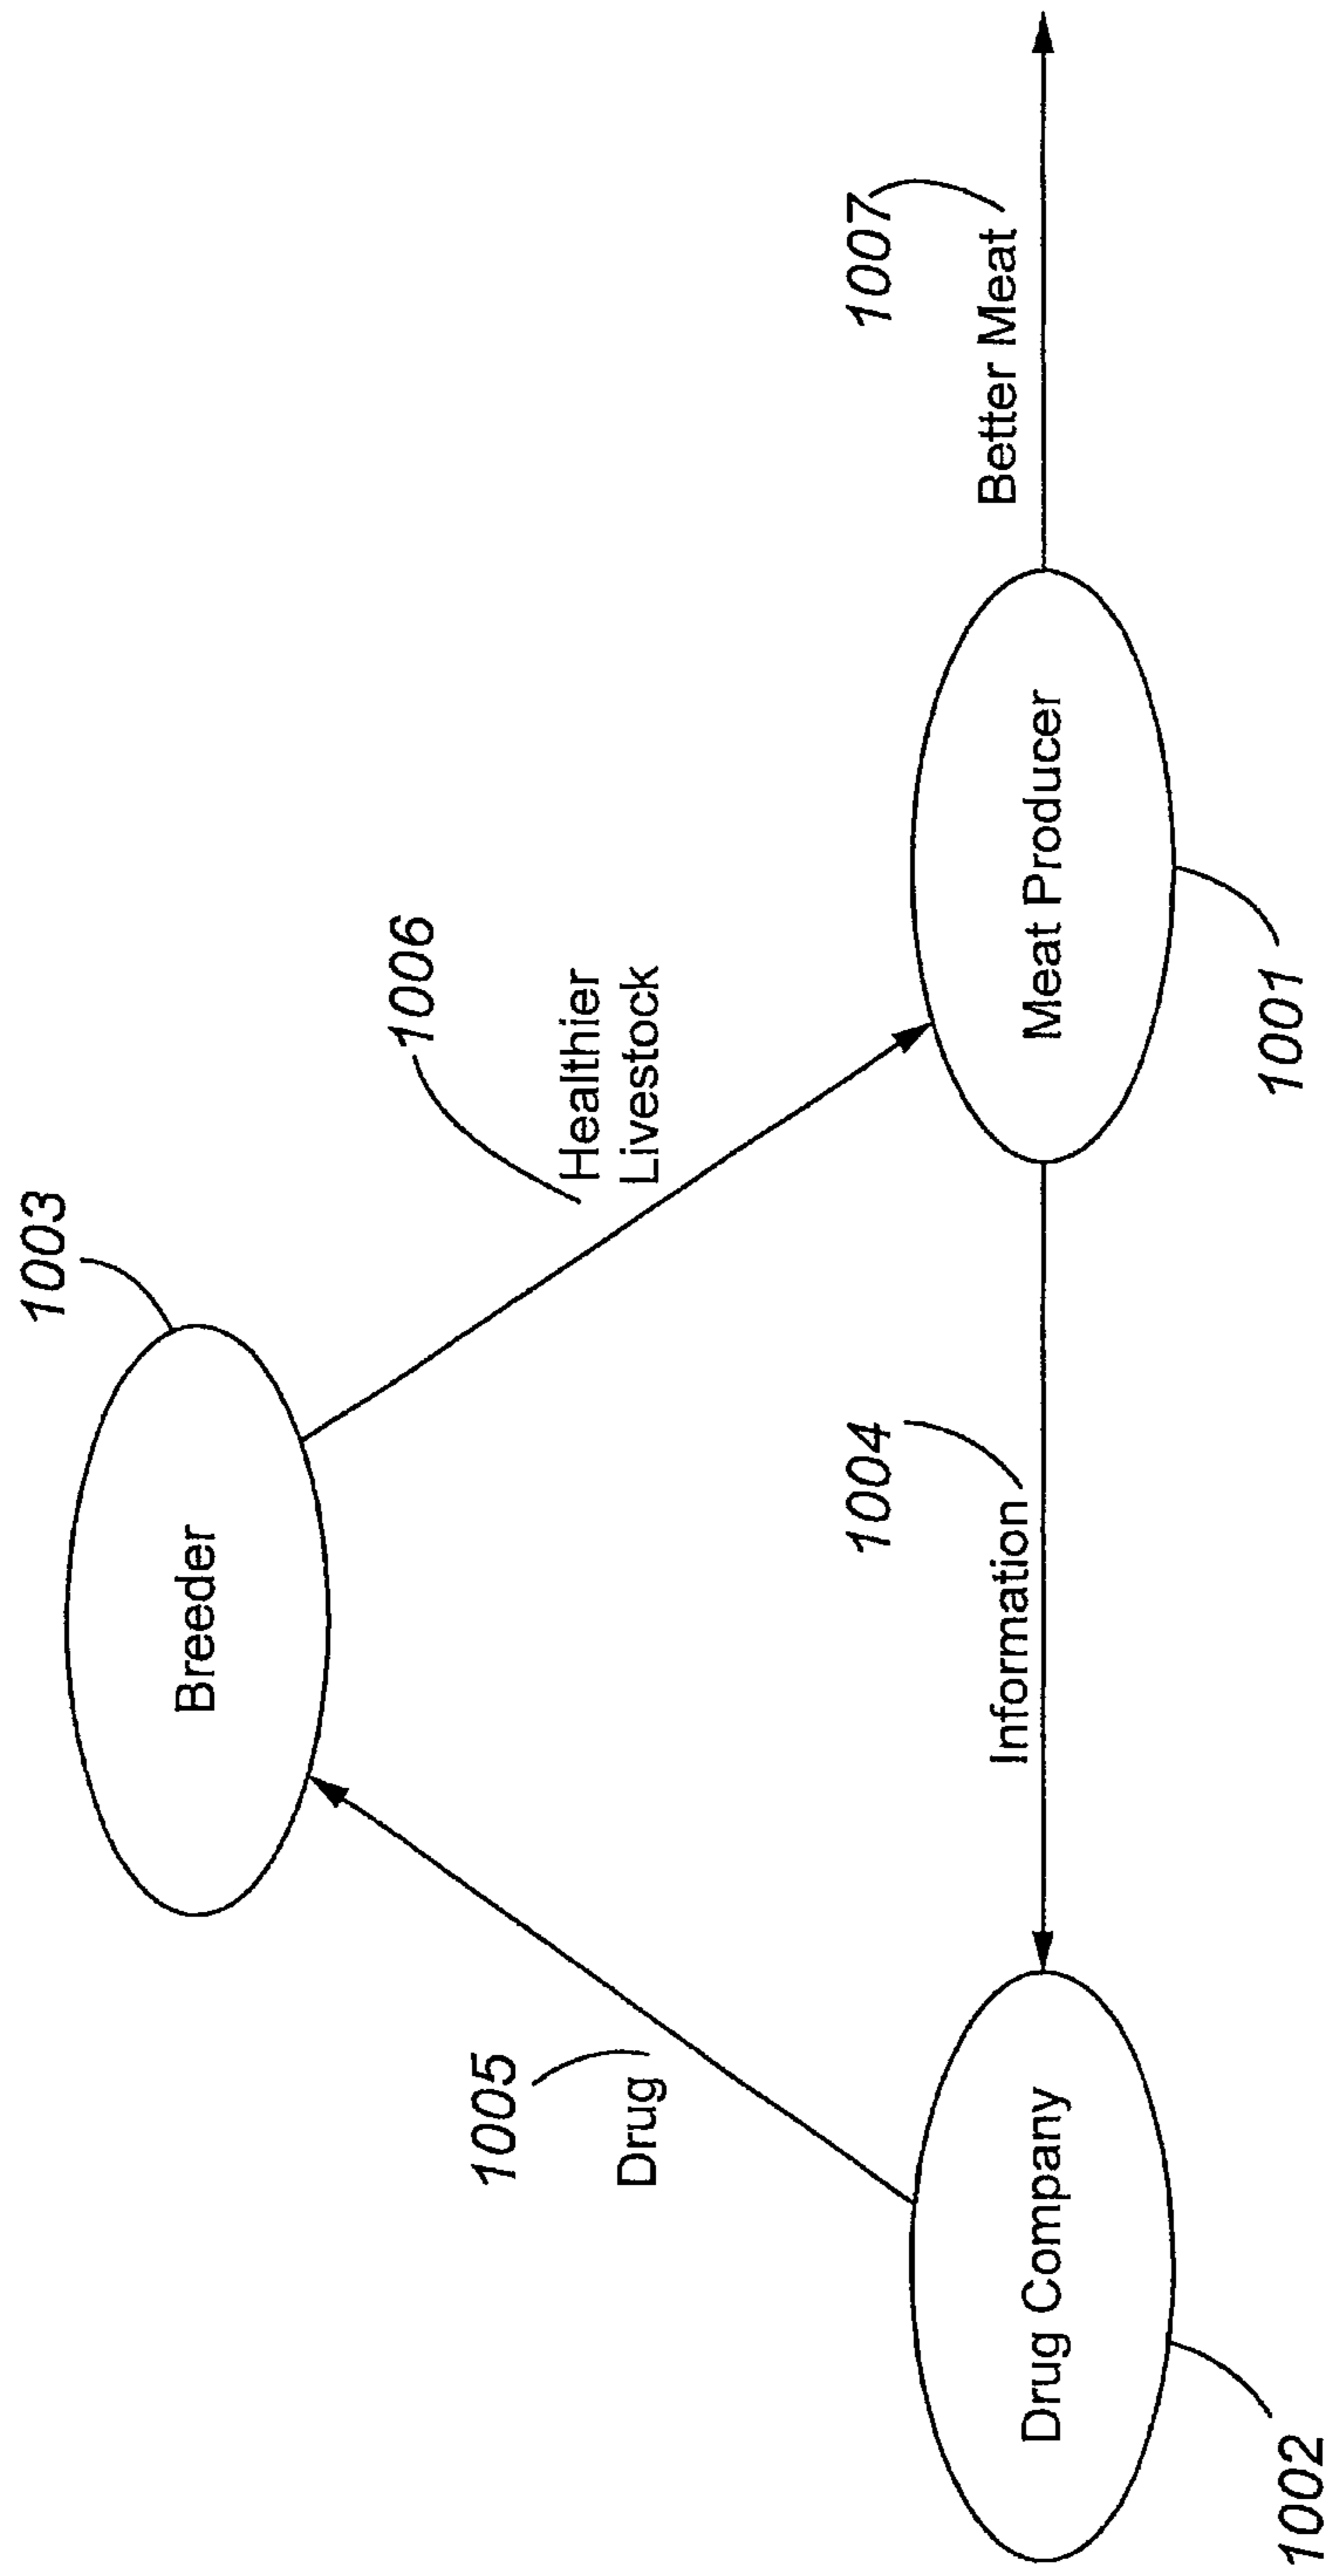 1003
Breeder
1006
Healthier
Livestock
1005
Drug
1004
Information
1007
Better Meat
Drug Company
Meat Producer
1002
1001